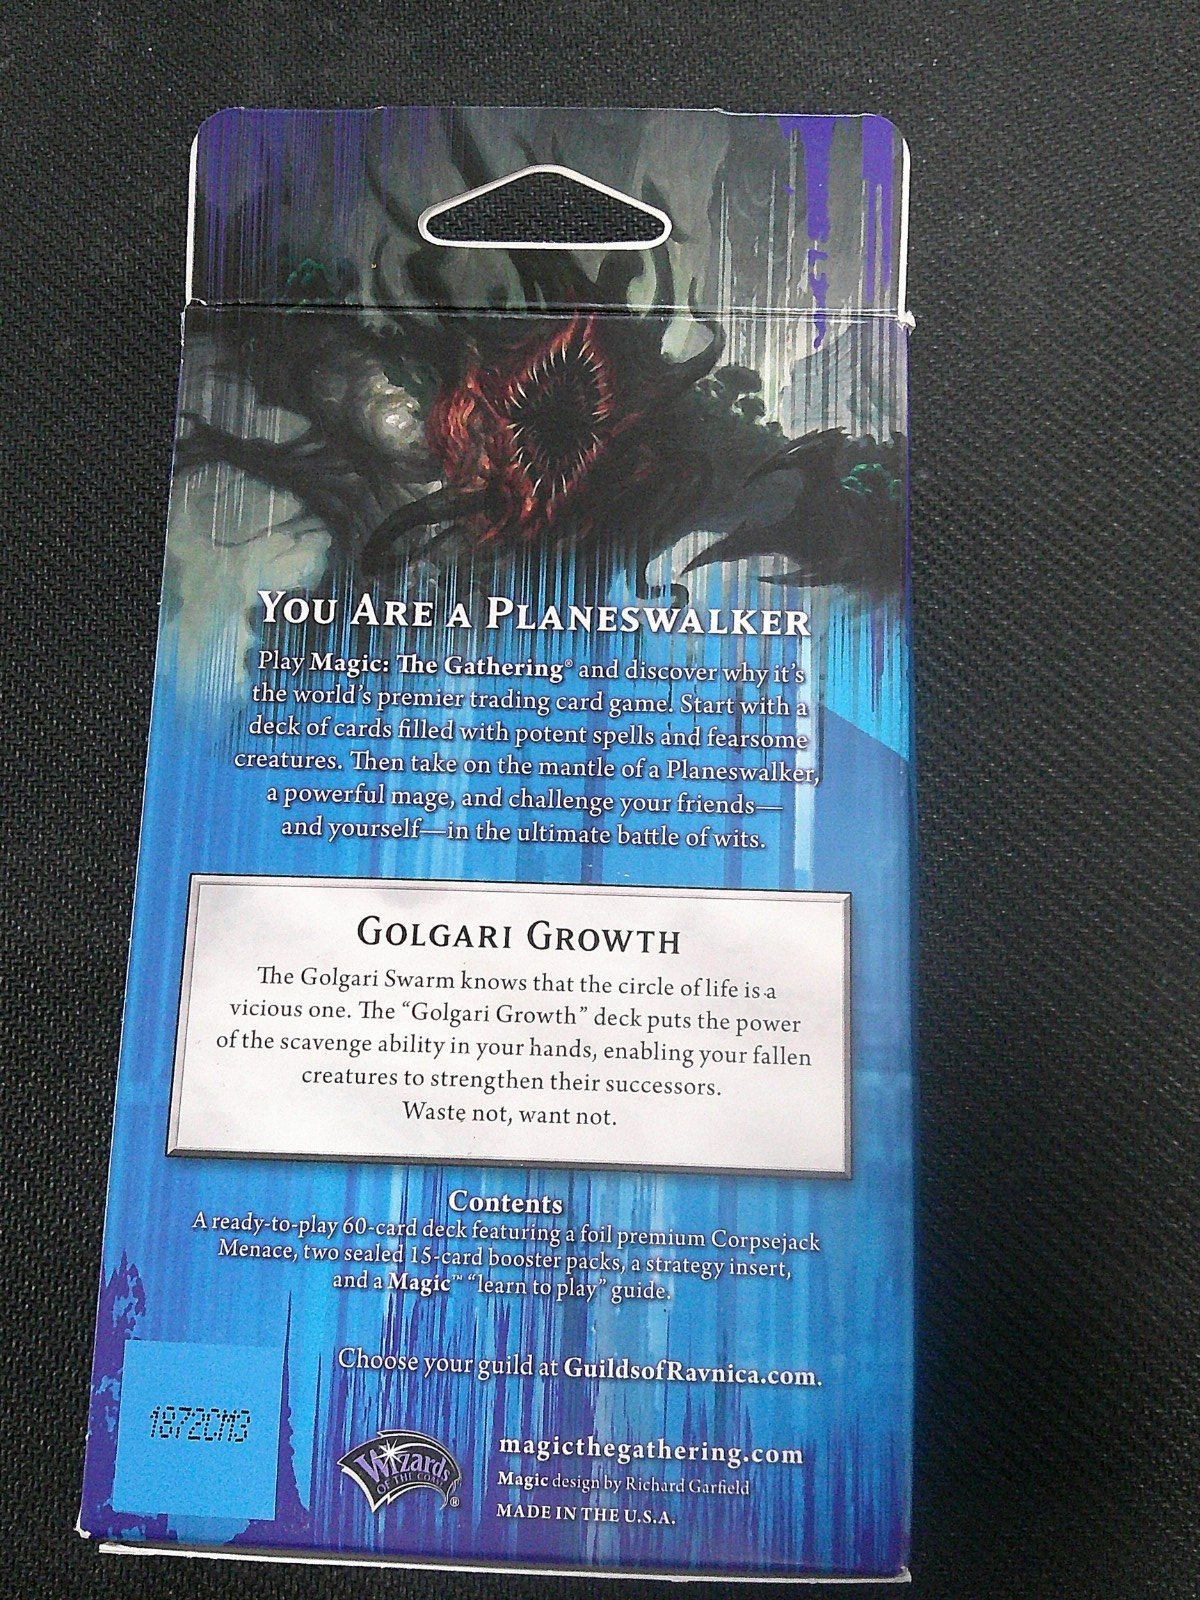 You Are a Planeswalker
Play Magic: The Gathering® and discover why it's
the world's premier trading card game. Start with a
deck of cards filled with potent spells and fearsome
creatures. Then take on the mantle of a Planeswalker,
a powerful mage, and challenge your friends—
and yourself—in the ultimate battle of wits.
Golgari Growth
The Golgari Swarm knows that the circle of life is a
vicious one. The “Golgari Growth” deck puts the power
of the scavenge ability in your hands, enabling your fallen
creatures to strengthen their successors.
Waste not, want not.
Contents
A ready-to-play 60-card deck featuring a foil premium Corpsejack
Menace, two sealed 15-card booster packs, a strategy insert,
and a Magic™ “learn to play” guide.
Choose your guild at GuildsofRavnica.com.
1872CM3
Wizards
OF THE COAST
®
magicthegathering.com
Magic design by Richard Garfield
MADE IN THE U.S.A.